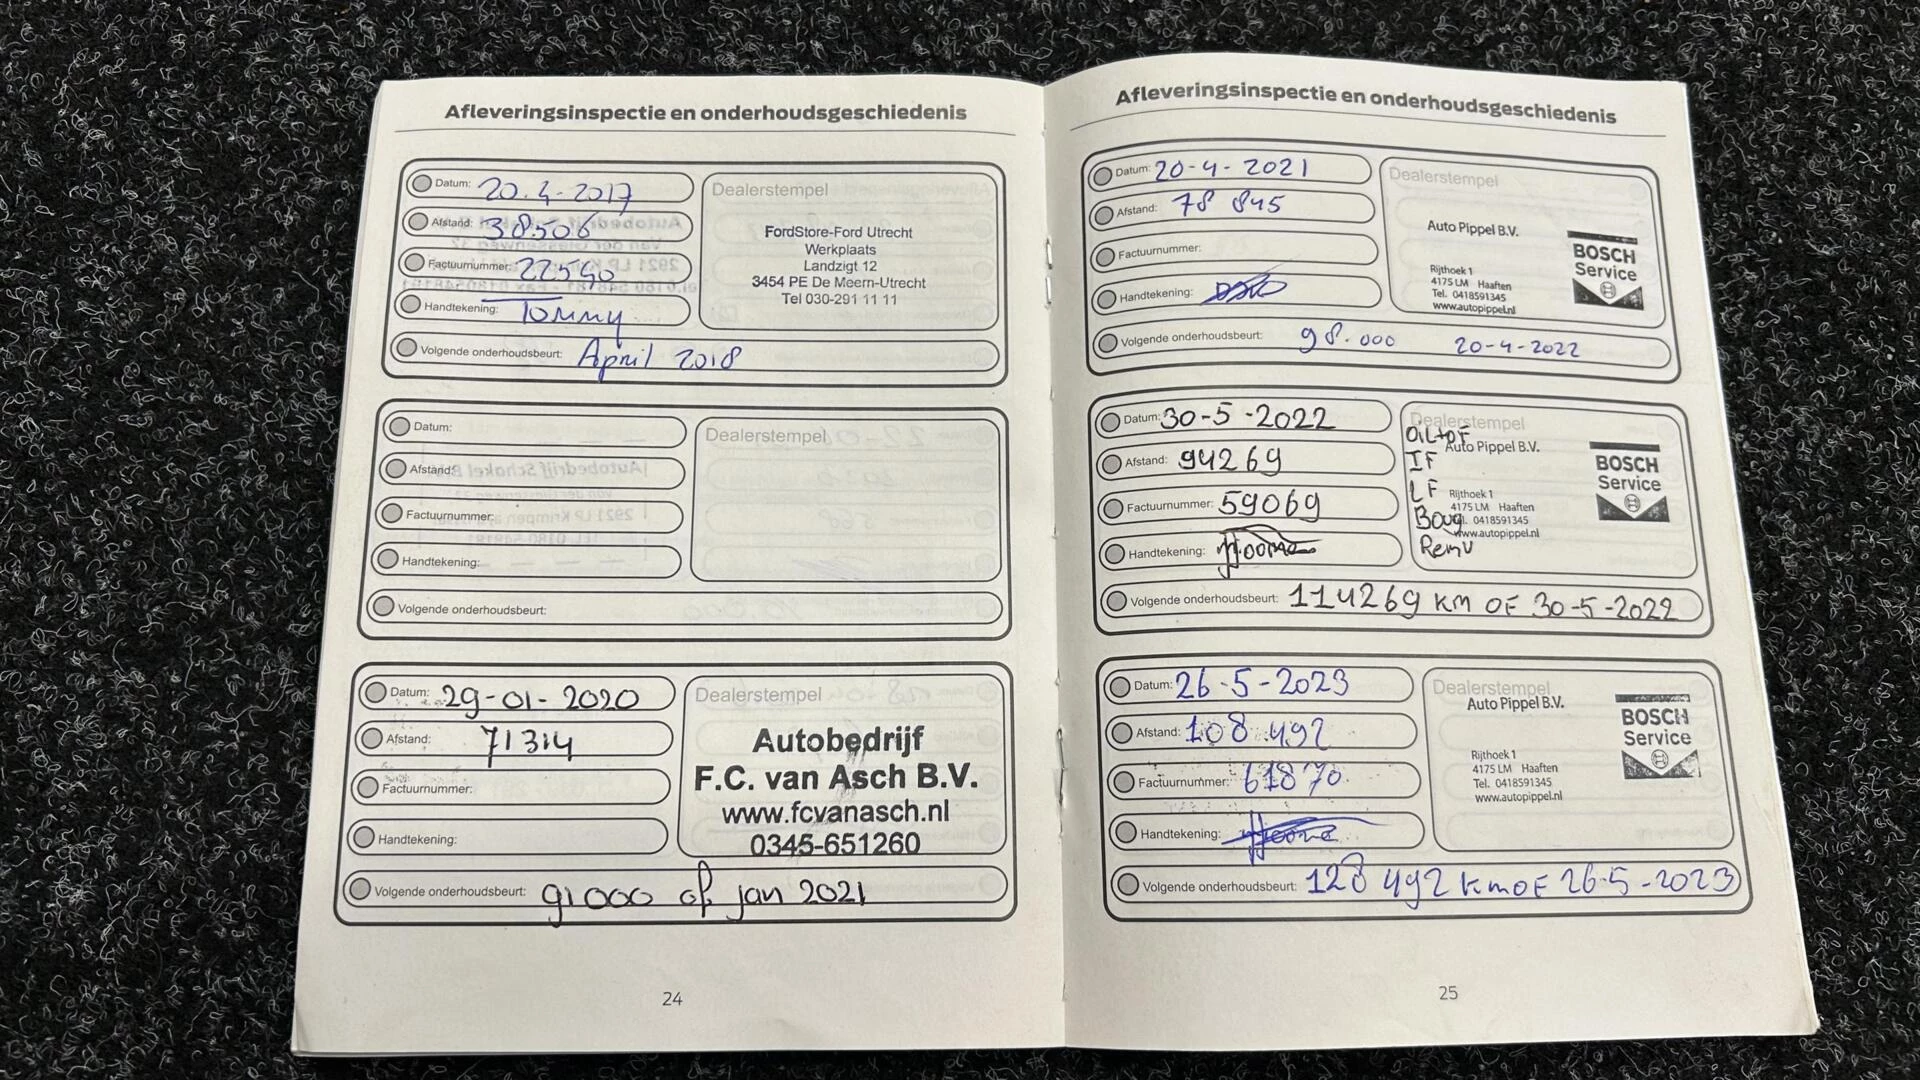 Afleveringsinspectie en onderhoudsgeschiedenis
Datum: 20.4-2017
Afstand: 38.506
Factuurnummer: 22590
Handtekening: Tommy
Volgende onderhoudsbeurt: April 2018
Dealerstempel
FordStore-Ford Utrecht
Werkplaats
Landzigt 12
3454 PE De Meern-Utrecht
Tel 030-291 11 11
Datum:
Afstand:
Factuurnummer:
Handtekening:
Volgende onderhoudsbeurt:
Dealerstempel
Datum: 29-01-2020
Afstand: 71314
Factuurnummer:
Handtekening:
Volgende onderhoudsbeurt: 91000 of jan 2021
Dealerstempel
Autobedrijf
F.C. van Asch B.V.
www.fcvanasch.nl
0345-651260
24
Afleveringsinspectie en onderhoudsgeschiedenis
Datum: 20-4-2021
Afstand: 78 845
Factuurnummer:
Handtekening:
Volgende onderhoudsbeurt: 98.000 20-4-2022
Dealerstempel
Auto Pippel B.V.
Rijthoek 1
4175 LM Haaften
Tel. 0418591345
www.autopippel.nl
BOSCH
Service
Datum: 30-5-2022
Afstand: 94269
Factuurnummer: 59069
Handtekening:
Volgende onderhoudsbeurt: 114269 KM OF 30-5-2022
Dealerstempel
OiL+OF
IF
LF
Boug
Remv
Auto Pippel B.V.
Rijthoek 1
4175 LM Haaften
0418591345
www.autopippel.nl
BOSCH
Service
Datum: 26-5-2023
Afstand: 108 492
Factuurnummer: 61870
Handtekening:
Volgende onderhoudsbeurt: 128 492 Km OF 26-5-2023
Dealerstempel
Auto Pippel B.V.
Rijthoek 1
4175 LM Haaften
Tel. 0418591345
www.autopippel.nl
BOSCH
Service
25